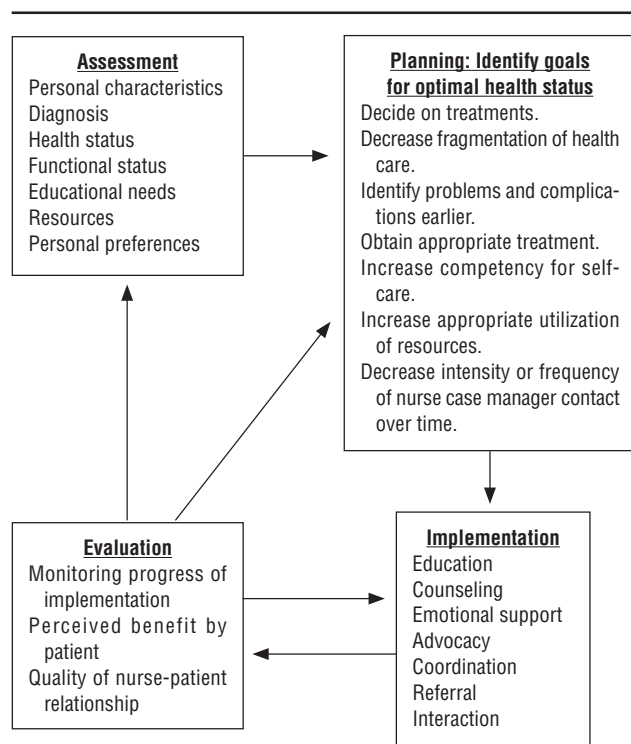 Assessment
Personal characteristics
Diagnosis
Health status
Functional status
Educational needs
Resources
Personal preferences
Planning: Identify goals
for optimal health status
Decide on treatments.
Decrease fragmentation of health
care.
Identify problems and complica-
tions earlier.
Obtain appropriate treatment.
Increase competency for self-
care.
Increase appropriate utilization
of resources.
Decrease intensity or frequency
of nurse case manager contact
over time.
Evaluation
Monitoring progress of
implementation
Perceived benefit by
patient
Quality of nurse-patient
relationship
Implementation
Education
Counseling
Emotional support
Advocacy
Coordination
Referral
Interaction